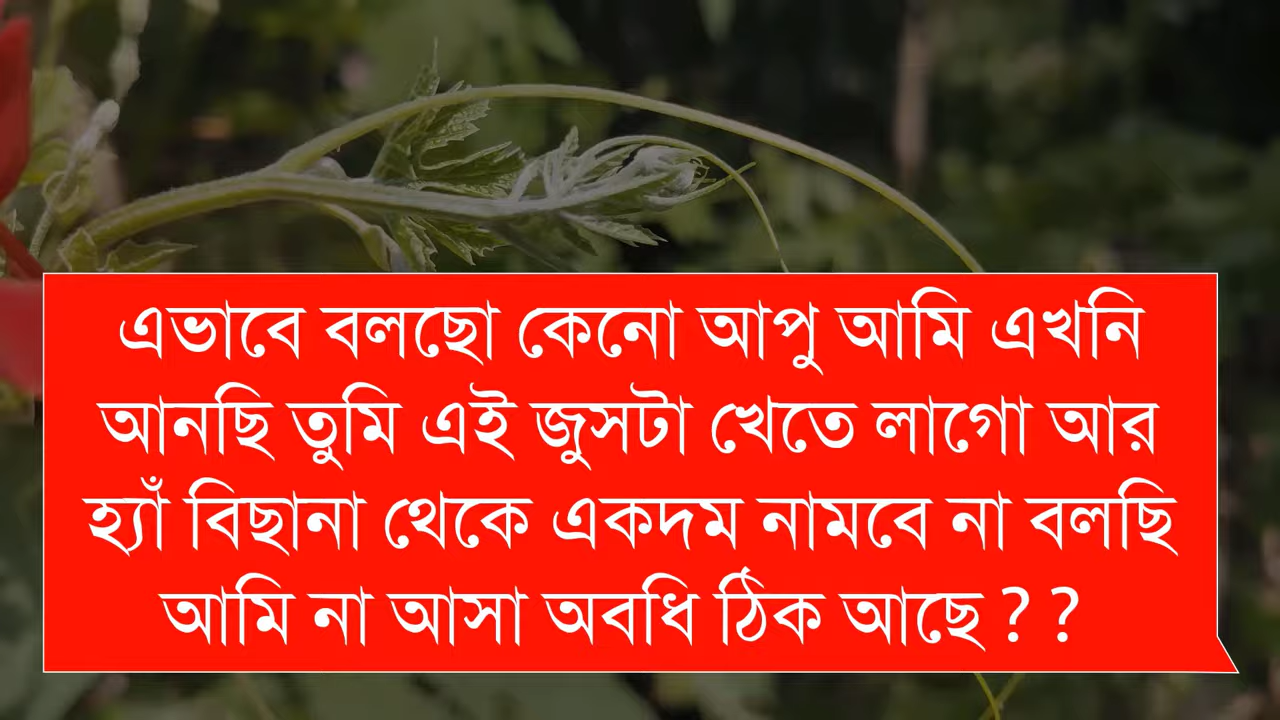 এভাবে বলছো কেনো আপু আমি এখনি
আনছি তুমি এই জুসটা খেতে লাগো আর
হ্যাঁ বিছানা থেকে একদম নামবে না বলছি
আমি না আসা অবধি ঠিক আছে ? ?